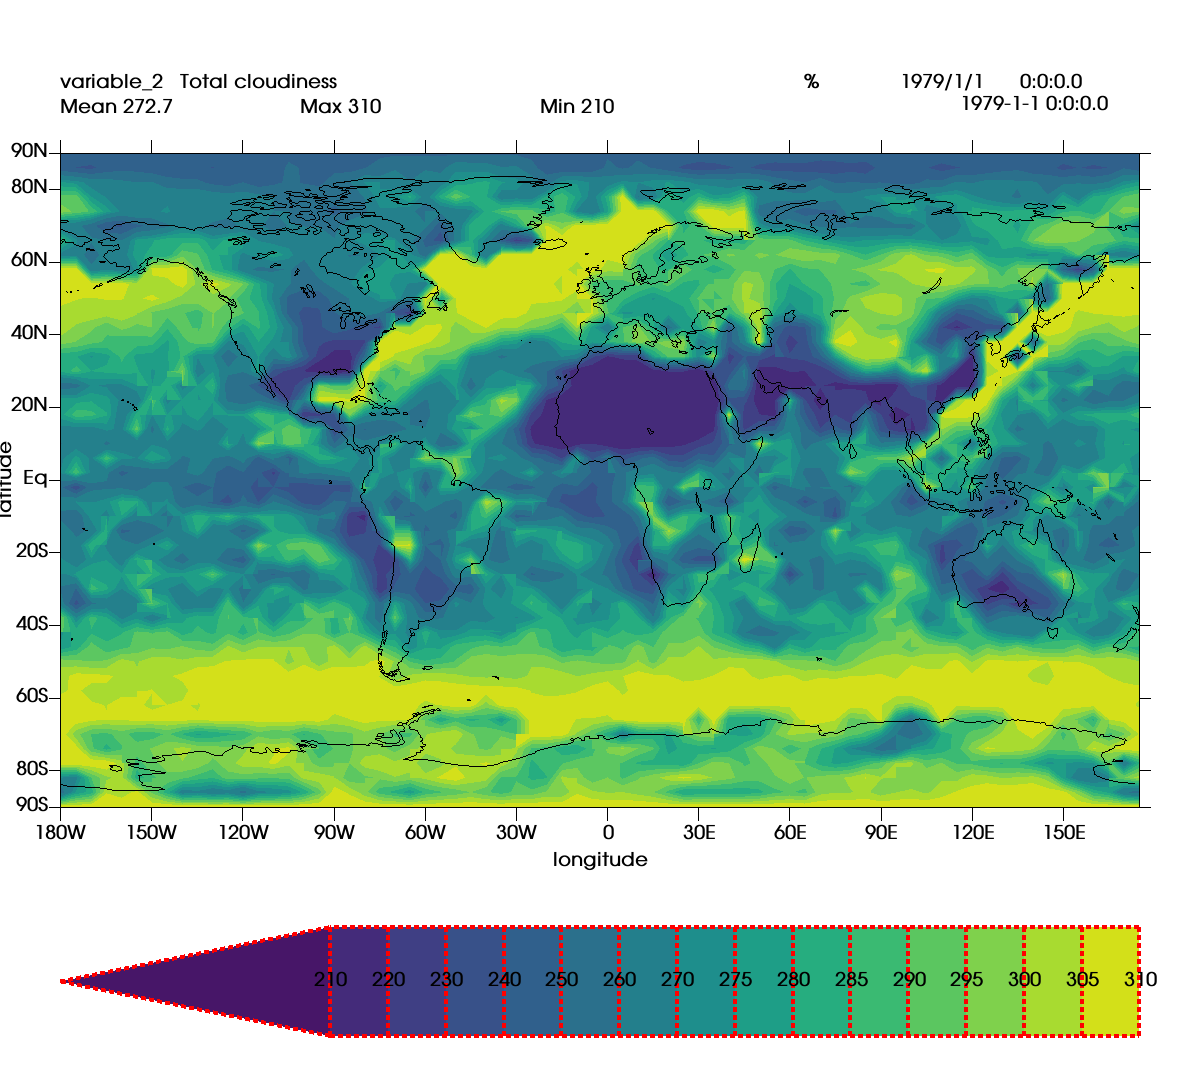 variable_2 Total cloudiness % 1979/1/1 0:0:0.0
Mean 272.7 Max 310 Min 210 1979-1-1 0:0:0.0
90N
80N
60N
40N
20N
Eq
20S
40S
60S
80S
90S
latitude
180W 150W 120W 90W 60W 30W 0 30E 60E 90E 120E 150E
longitude
210 220 230 240 250 260 270 275 280 285 290 295 300 305 310